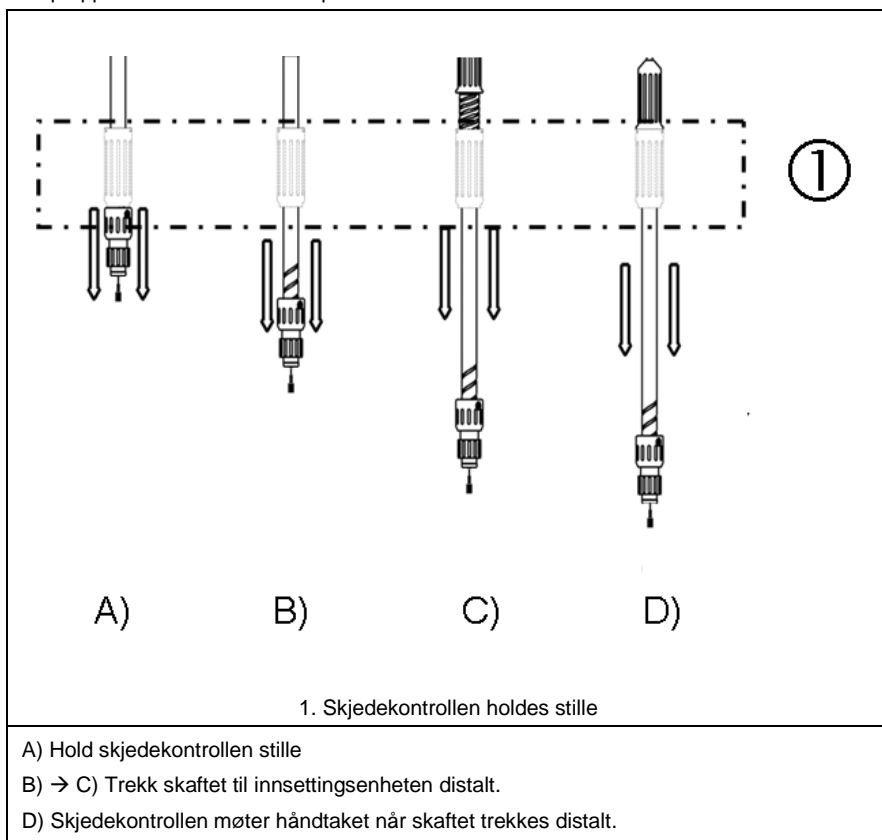 ①
A) B) C) D)
1. Skjedekontrollen holdes stille
A) Hold skjedekontrollen stille
B) → C) Trekk skaftet til innsettingsenheten distalt.
D) Skjedekontrollen møter håndtaket når skaftet trekkes distalt.